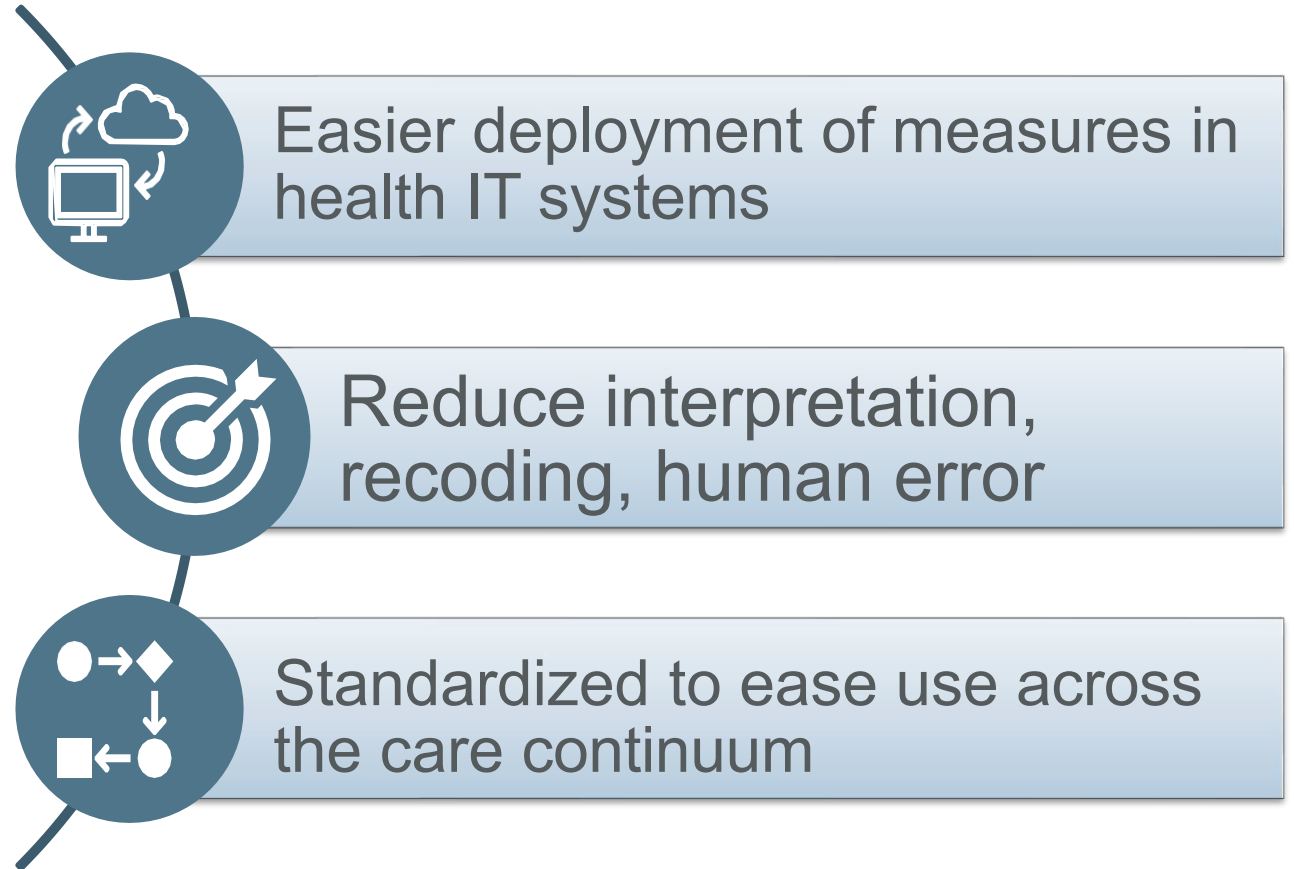 Easier deployment of measures in
health IT systems
Reduce interpretation,
recoding, human error
Standardized to ease use across
the care continuum